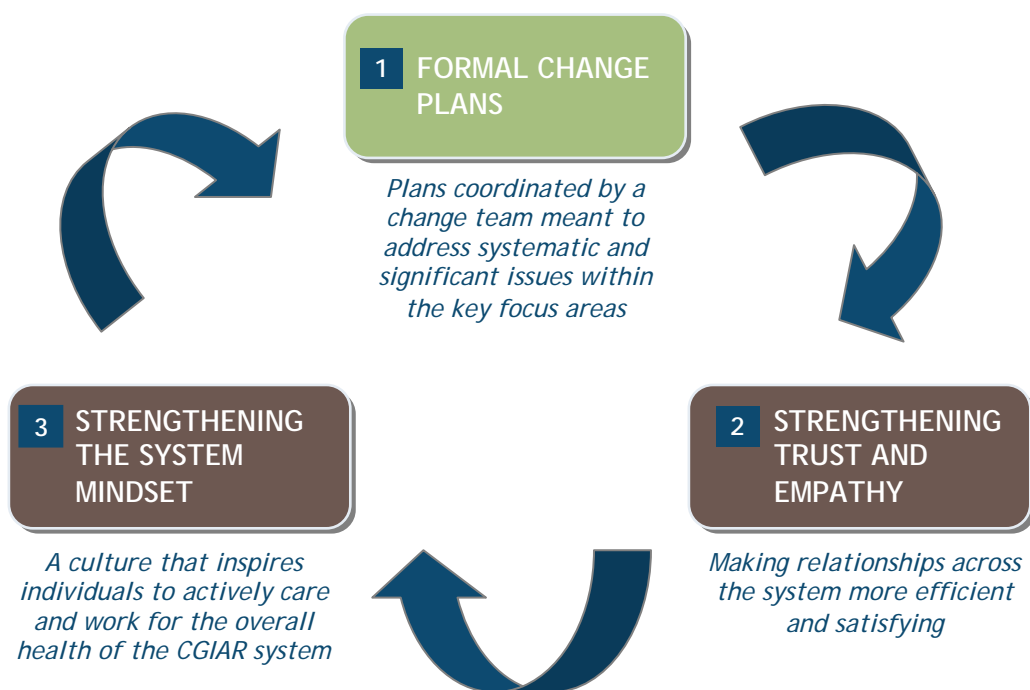 1 FORMAL CHANGE
PLANS
Plans coordinated by a
change team meant to
address systematic and
significant issues within
the key focus areas
2 STRENGTHENING
TRUST AND
EMPATHY
Making relationships across
the system more efficient
and satisfying
3 STRENGTHENING
THE SYSTEM
MINDSET
A culture that inspires
individuals to actively care
and work for the overall
health of the CGIAR system